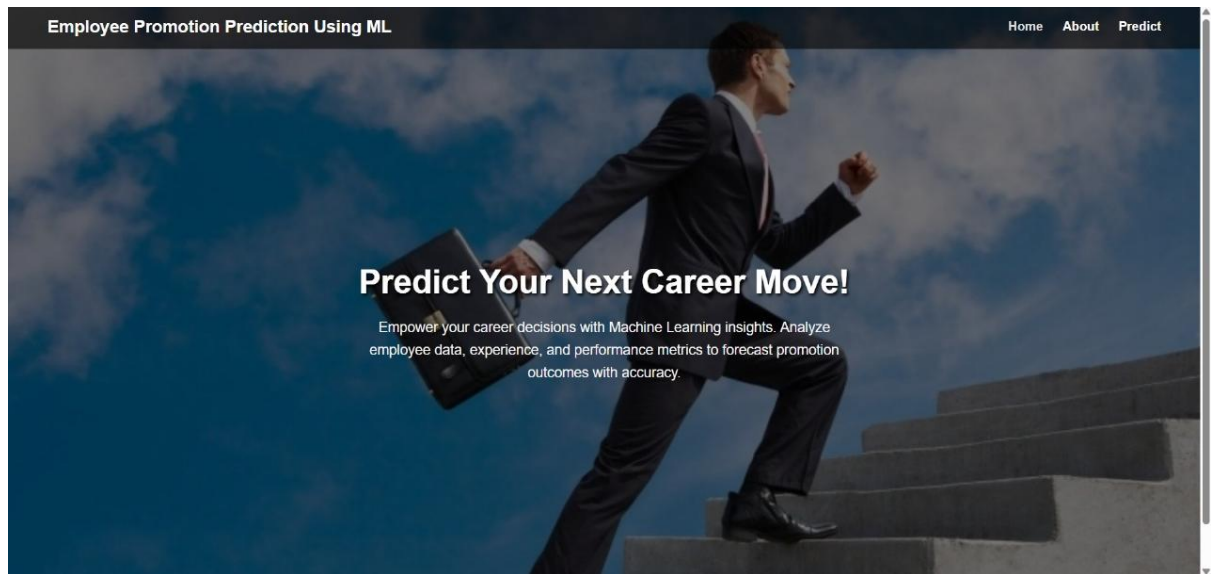 Employee Promotion Prediction Using ML
Home About Predict
Predict Your Next Career Move!
Empower your career decisions with Machine Learning insights. Analyze
employee data, experience, and performance metrics to forecast promotion
outcomes with accuracy.